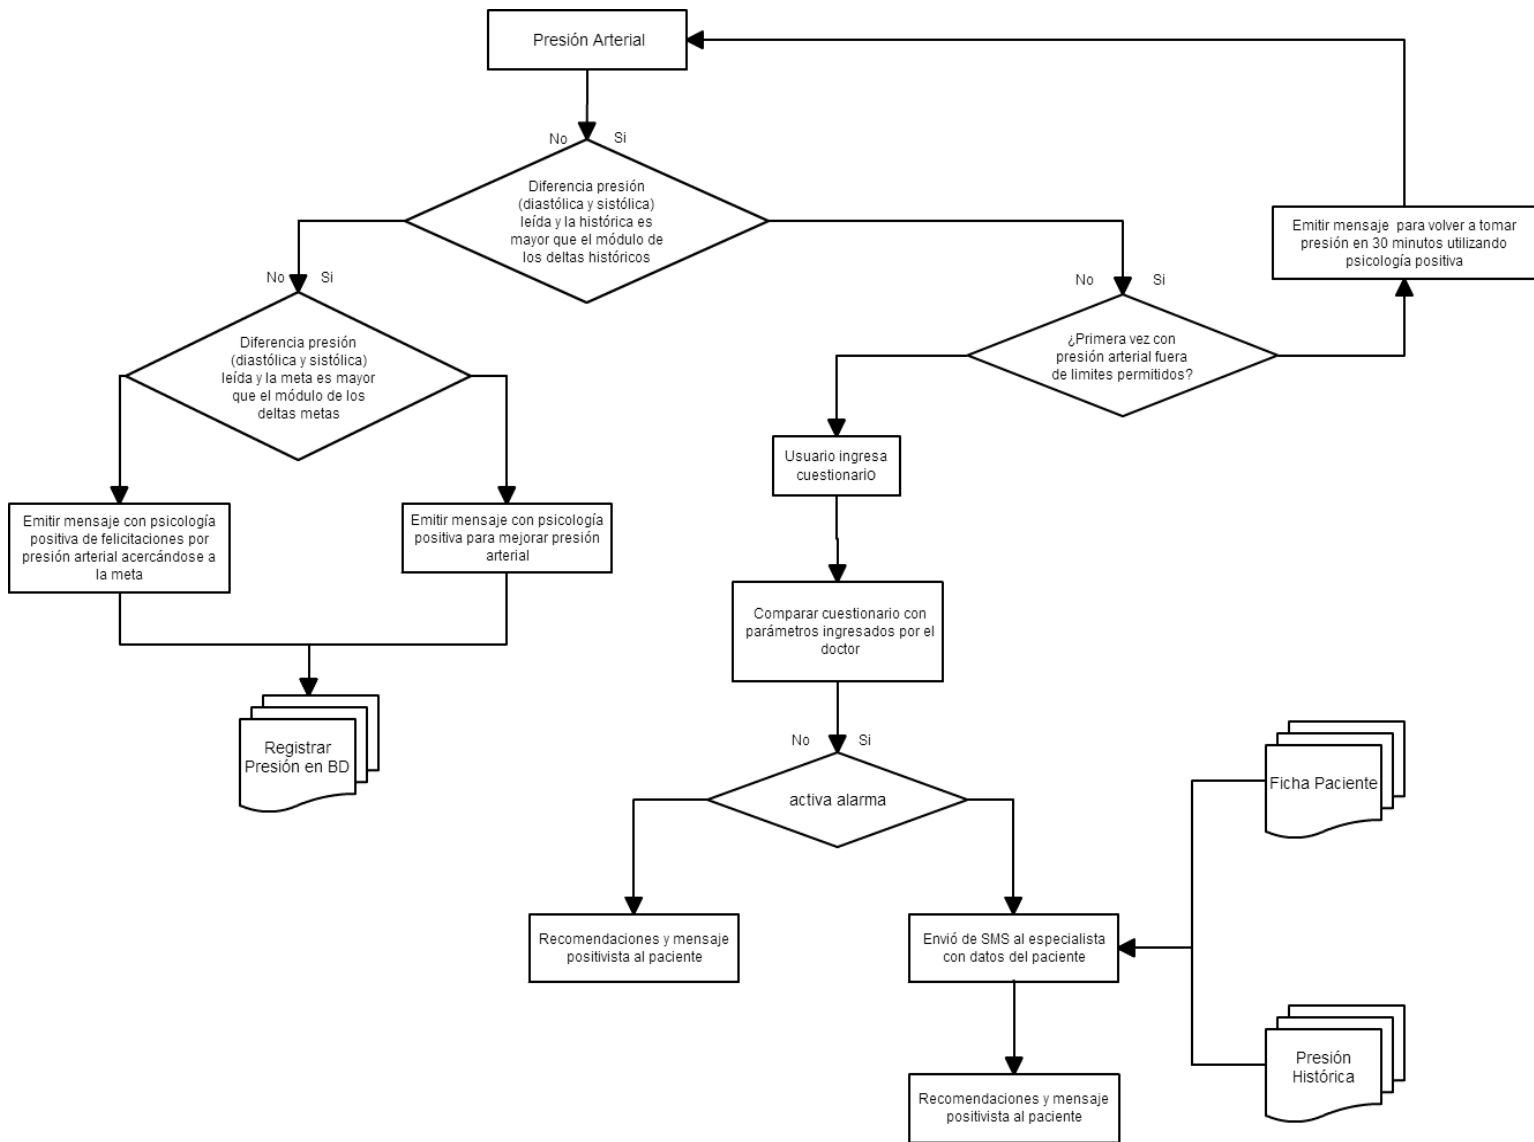 Presión Arterial
No
Si
Diferencia presión
(diastólica y sistólica)
leída y la histórica es
mayor que el módulo de
los deltas históricos
Emitir mensaje para volver a tomar
presión en 30 minutos utilizando
psicología positiva
No
Si
Diferencia presión
(diastólica y sistólica)
leída y la meta es mayor
que el módulo de los
deltas metas
No
Si
¿Primera vez con
presión arterial fuera
de limites permitidos?
Usuario ingresa
cuestionario
Emitir mensaje con psicología
positiva de felicitaciones por
presión arterial acercándose a
la meta
Emitir mensaje con psicología
positiva para mejorar presión
arterial
Comparar cuestionario con
parámetros ingresados por el
doctor
Registrar
Presión en BD
No
Si
activa alarma
Ficha Paciente
Recomendaciones y mensaje
positivista al paciente
Envió de SMS al especialista
con datos del paciente
Presión
Histórica
Recomendaciones y mensaje
positivista al paciente